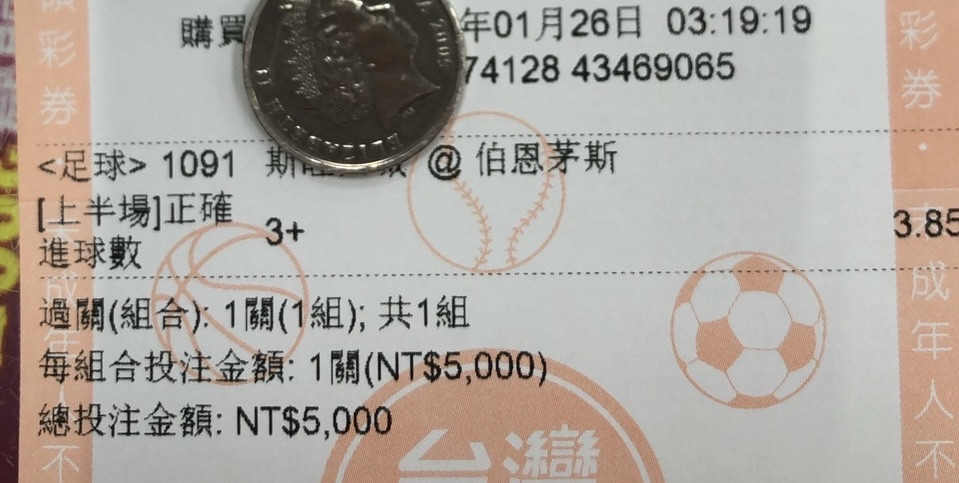 購買
年01月26日 03:19:19
74128 43469065
<足球> 1091 斯 @ 伯恩茅斯
[上半場]正確
進球數
3+
3.85
過關(組合): 1關(1組); 共1組
每組合投注金額: 1關(NT$5,000)
總投注金額: NT$5,000
台灣
彩券
彩券・未成年人不